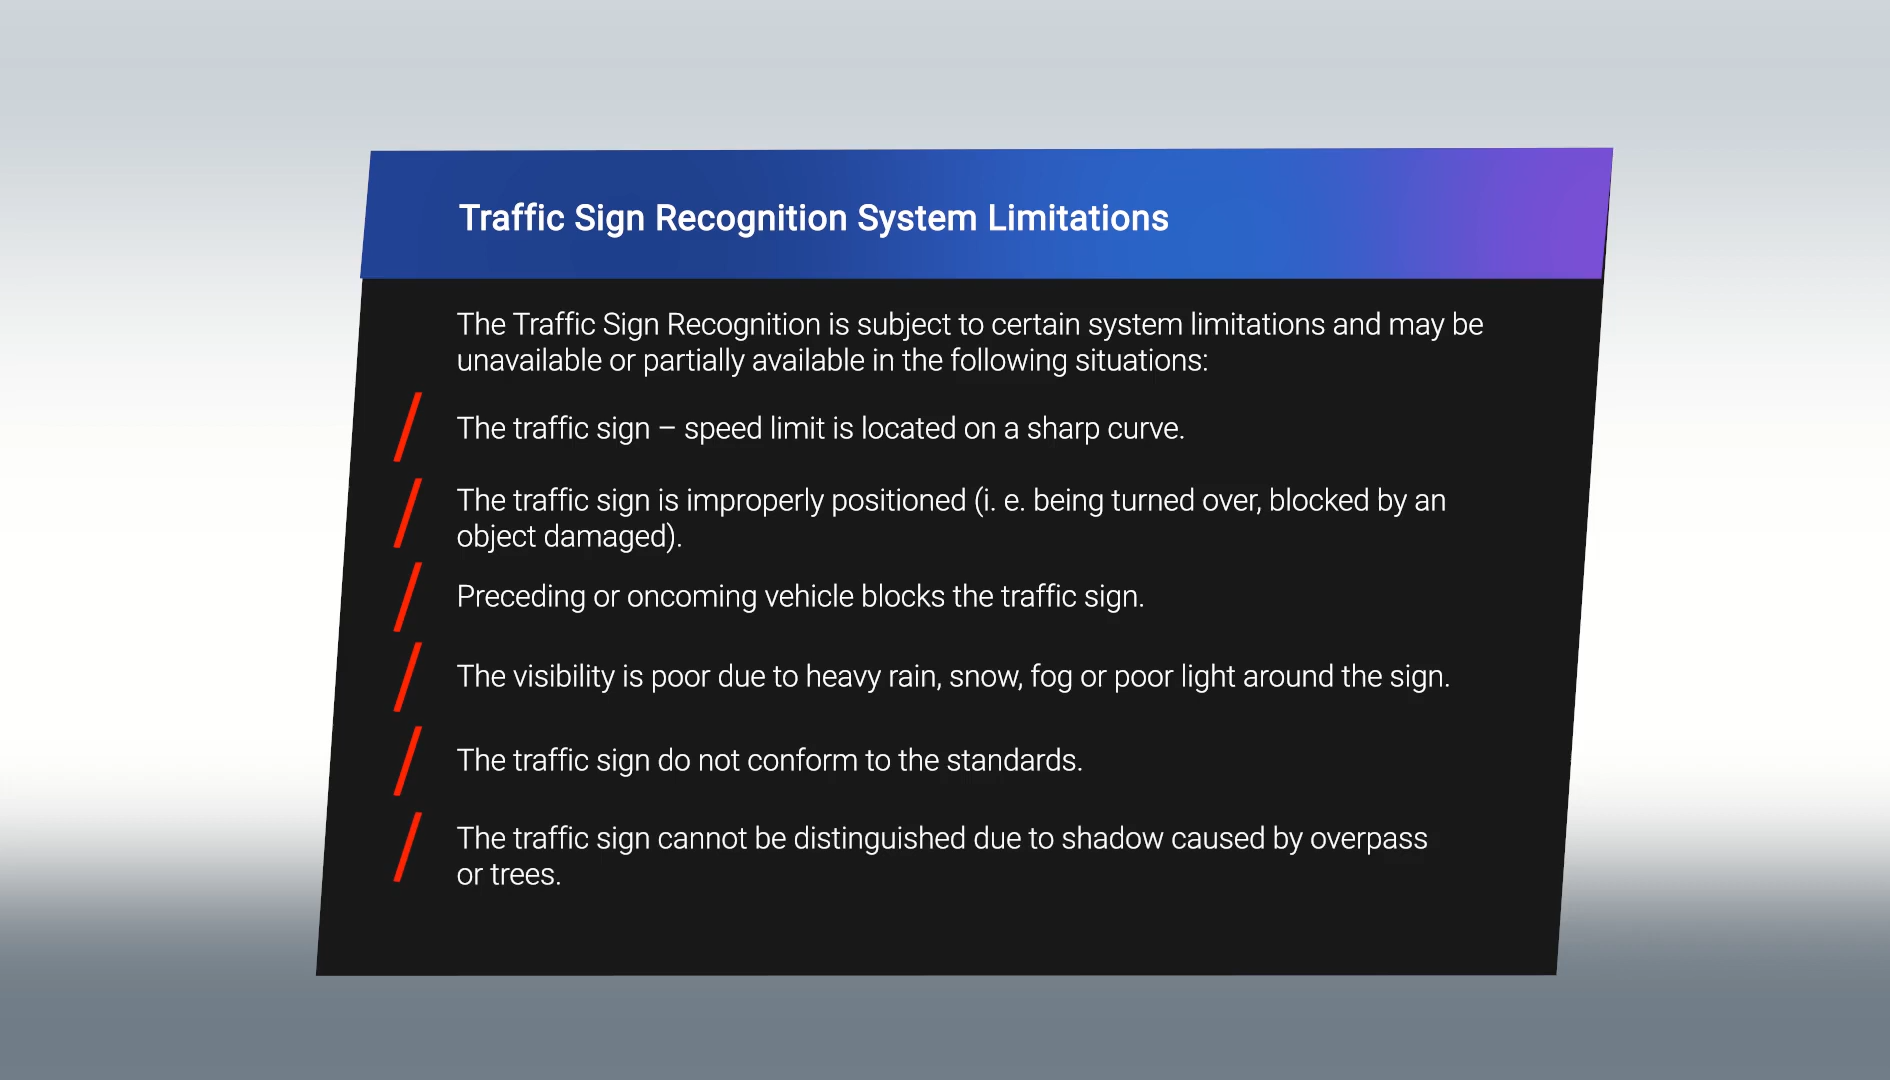 Traffic Sign Recognition System Limitations
The Traffic Sign Recognition is subject to certain system limitations and may be
unavailable or partially available in the following situations:
The traffic sign – speed limit is located on a sharp curve.
The traffic sign is improperly positioned (i. e. being turned over, blocked by an
object damaged).
Preceding or oncoming vehicle blocks the traffic sign.
The visibility is poor due to heavy rain, snow, fog or poor light around the sign.
The traffic sign do not conform to the standards.
The traffic sign cannot be distinguished due to shadow caused by overpass
or trees.